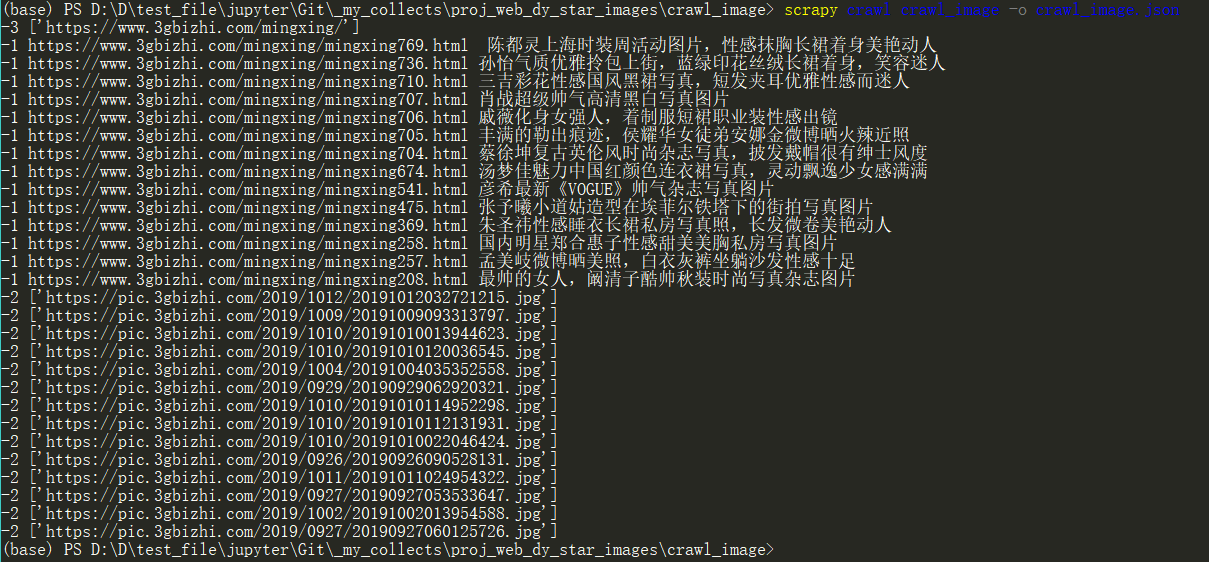 (base) PS D:\D\test_file\jupyter\Git\_my_collects\proj_web_dy_star_images\crawl_image> scrapy crawl crawl_image -o crawl_image.json
-3 ['https://www.3gbizhi.com/mingxing/']
-1 https://www.3gbizhi.com/mingxing/mingxing769.html  陈都灵上海时装周活动图片，性感抹胸长裙着身美艳动人
-1 https://www.3gbizhi.com/mingxing/mingxing736.html 孙怡气质优雅拎包上街，蓝绿印花丝绒长裙着身，笑容迷人
-1 https://www.3gbizhi.com/mingxing/mingxing710.html 三吉彩花性感国风黑裙写真，短发夹耳优雅性感而迷人
-1 https://www.3gbizhi.com/mingxing/mingxing707.html 肖战超级帅气高清黑白写真图片
-1 https://www.3gbizhi.com/mingxing/mingxing706.html 戚薇化身女强人，着制服短裙职业装性感出镜
-1 https://www.3gbizhi.com/mingxing/mingxing705.html 丰满的勒出痕迹，侯耀华女徒弟安娜金微博晒火辣近照
-1 https://www.3gbizhi.com/mingxing/mingxing704.html 蔡徐坤复古英伦风时尚杂志写真，披发戴帽很有绅士风度
-1 https://www.3gbizhi.com/mingxing/mingxing674.html 汤梦佳魅力中国红颜色连衣裙写真，灵动飘逸少女感满满
-1 https://www.3gbizhi.com/mingxing/mingxing541.html 彦希最新《VOGUE》帅气杂志写真图片
-1 https://www.3gbizhi.com/mingxing/mingxing475.html 张予曦小道姑造型在埃菲尔铁塔下的街拍写真图片
-1 https://www.3gbizhi.com/mingxing/mingxing369.html 朱圣祎性感睡衣长裙私房写真照，长发微卷美艳动人
-1 https://www.3gbizhi.com/mingxing/mingxing258.html 国内明星郑合惠子性感甜美美胸私房写真图片
-1 https://www.3gbizhi.com/mingxing/mingxing257.html 孟美岐微博晒美照，白衣灰裤坐躺沙发性感十足
-1 https://www.3gbizhi.com/mingxing/mingxing208.html 最帅的女人，阚清子酷帅秋装时尚写真杂志图片
-2 ['https://pic.3gbizhi.com/2019/1012/20191012032721215.jpg']
-2 ['https://pic.3gbizhi.com/2019/1009/20191009093313797.jpg']
-2 ['https://pic.3gbizhi.com/2019/1010/20191010013944623.jpg']
-2 ['https://pic.3gbizhi.com/2019/1010/20191010120036545.jpg']
-2 ['https://pic.3gbizhi.com/2019/1004/20191004035352558.jpg']
-2 ['https://pic.3gbizhi.com/2019/0929/20190929062920321.jpg']
-2 ['https://pic.3gbizhi.com/2019/1010/20191010114952298.jpg']
-2 ['https://pic.3gbizhi.com/2019/1010/20191010112131931.jpg']
-2 ['https://pic.3gbizhi.com/2019/1010/20191010022046424.jpg']
-2 ['https://pic.3gbizhi.com/2019/0926/20190926090528131.jpg']
-2 ['https://pic.3gbizhi.com/2019/1011/20191011024954322.jpg']
-2 ['https://pic.3gbizhi.com/2019/0927/20190927053533647.jpg']
-2 ['https://pic.3gbizhi.com/2019/1002/20191002013954588.jpg']
-2 ['https://pic.3gbizhi.com/2019/0927/20190927060125726.jpg']
(base) PS D:\D\test_file\jupyter\Git\_my_collects\proj_web_dy_star_images\crawl_image>